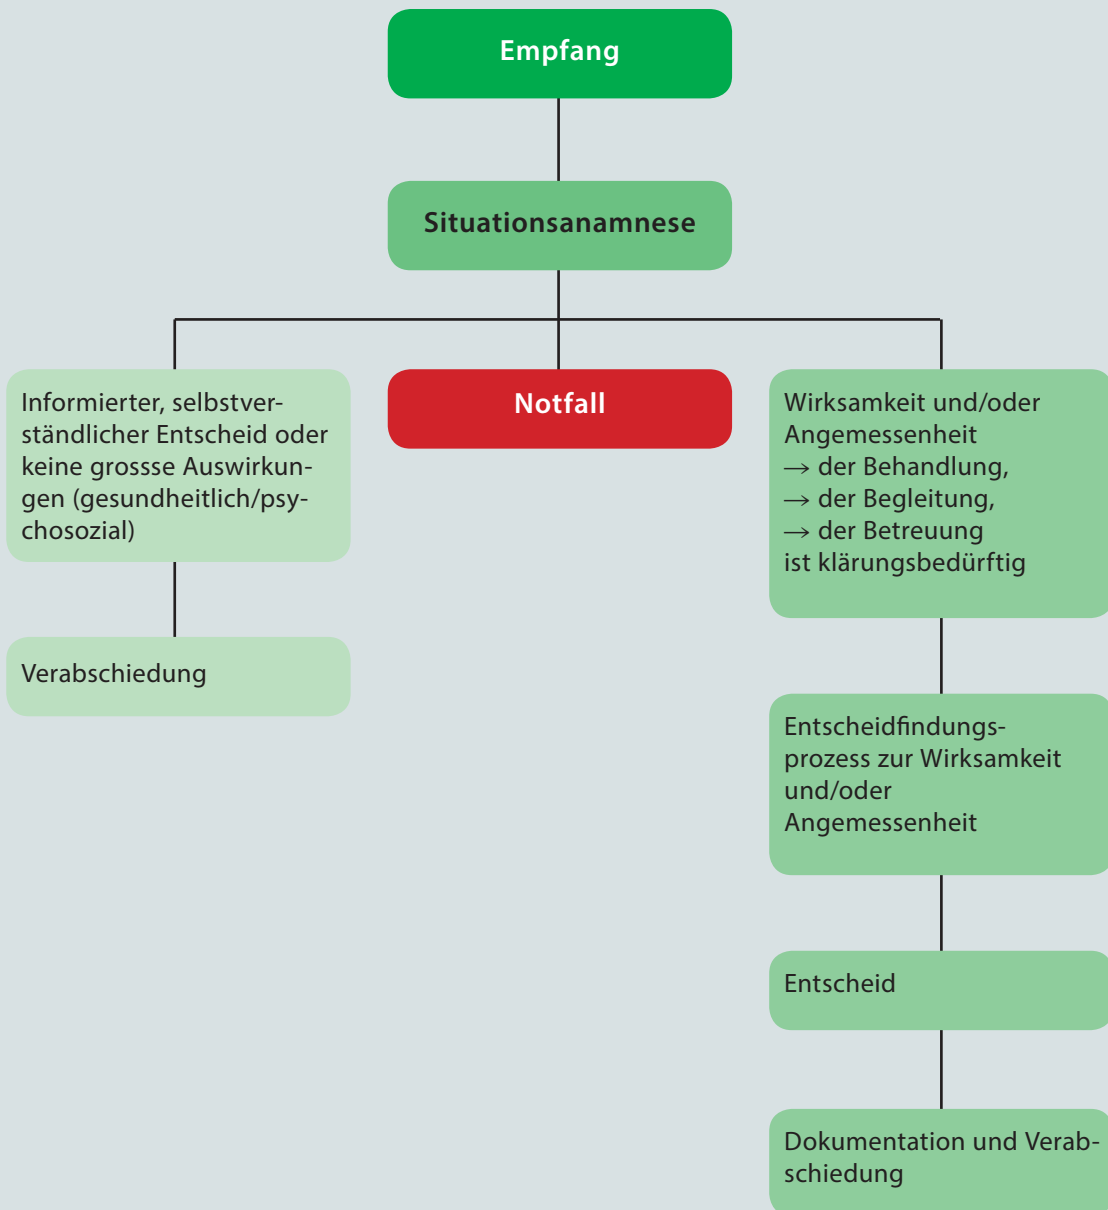 Empfang
Situationsanamnese
Informierter, selbstver-
ständlicher Entscheid oder
keine grossse Auswirkun-
gen (gesundheitlich/psy-
chosozial)
Verabschiedung
Notfall
Wirksamkeit und/oder
Angemessenheit
→ der Behandlung,
→ der Begleitung,
→ der Betreuung
ist klärungsbedürftig
Entscheidfindungs-
prozess zur Wirksamkeit
und/oder
Angemessenheit
Entscheid
Dokumentation und Verab-
schiedung